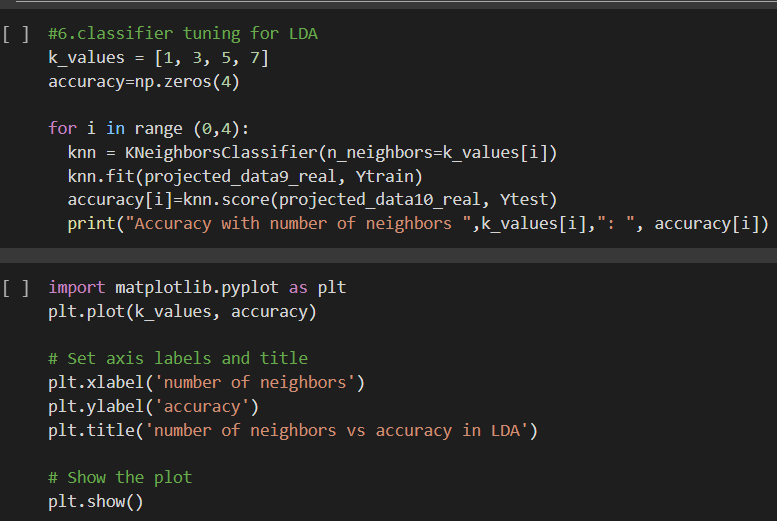 [ ] #6.classifier tuning for LDA
k_values = [1, 3, 5, 7]
accuracy=np.zeros(4)
for i in range (0,4):
knn = KNeighborsClassifier(n_neighbors=k_values[i])
knn.fit(projected_data9_real, Ytrain)
accuracy[i]=knn.score(projected_data10_real, Ytest)
print("Accuracy with number of neighbors ",k_values[i],": ", accuracy[i])
[ ] import matplotlib.pyplot as plt
plt.plot(k_values, accuracy)
# Set axis labels and title
plt.xlabel('number of neighbors')
plt.ylabel('accuracy')
plt.title('number of neighbors vs accuracy in LDA')
# Show the plot
plt.show()